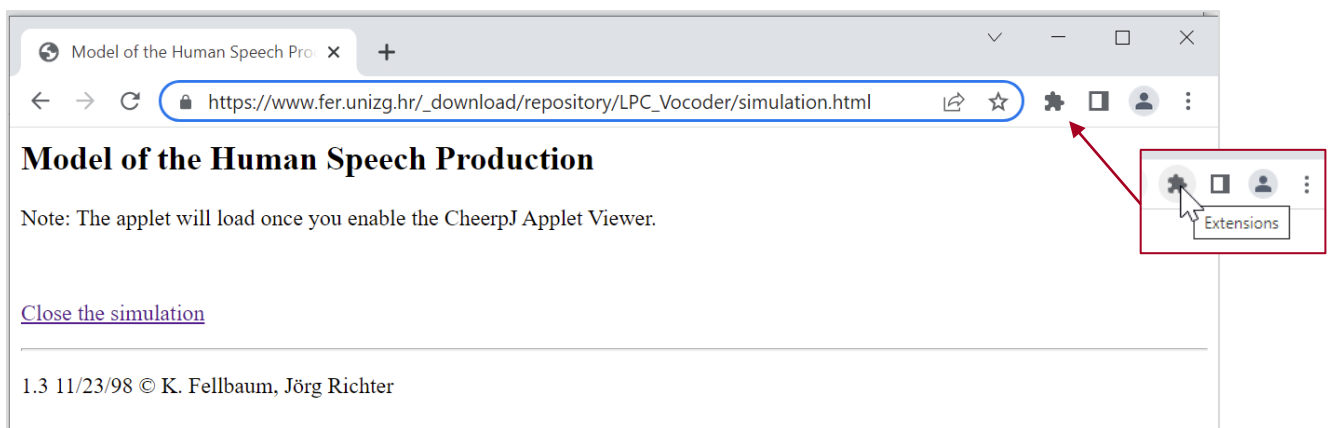 Model of the Human Speech Pro
https://www.fer.unizg.hr/_download/repository/LPC_Vocoder/simulation.html
Model of the Human Speech Production
Extensions
Note: The applet will load once you enable the CheerpJ Applet Viewer.
Close the simulation
1.3 11/23/98 © K. Fellbaum, Jörg Richter